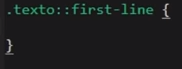 .texto::first-line {
}